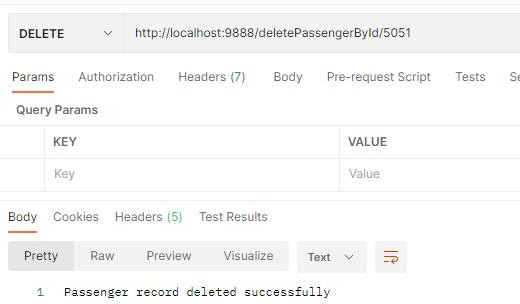 DELETE http://localhost:9888/deletePassengerById/5051
Params Authorization Headers (7) Body Pre-request Script Tests Se
Query Params
KEY VALUE
Key Value
Body Cookies Headers (5) Test Results
Pretty Raw Preview Visualize Text
1 Passenger record deleted successfully